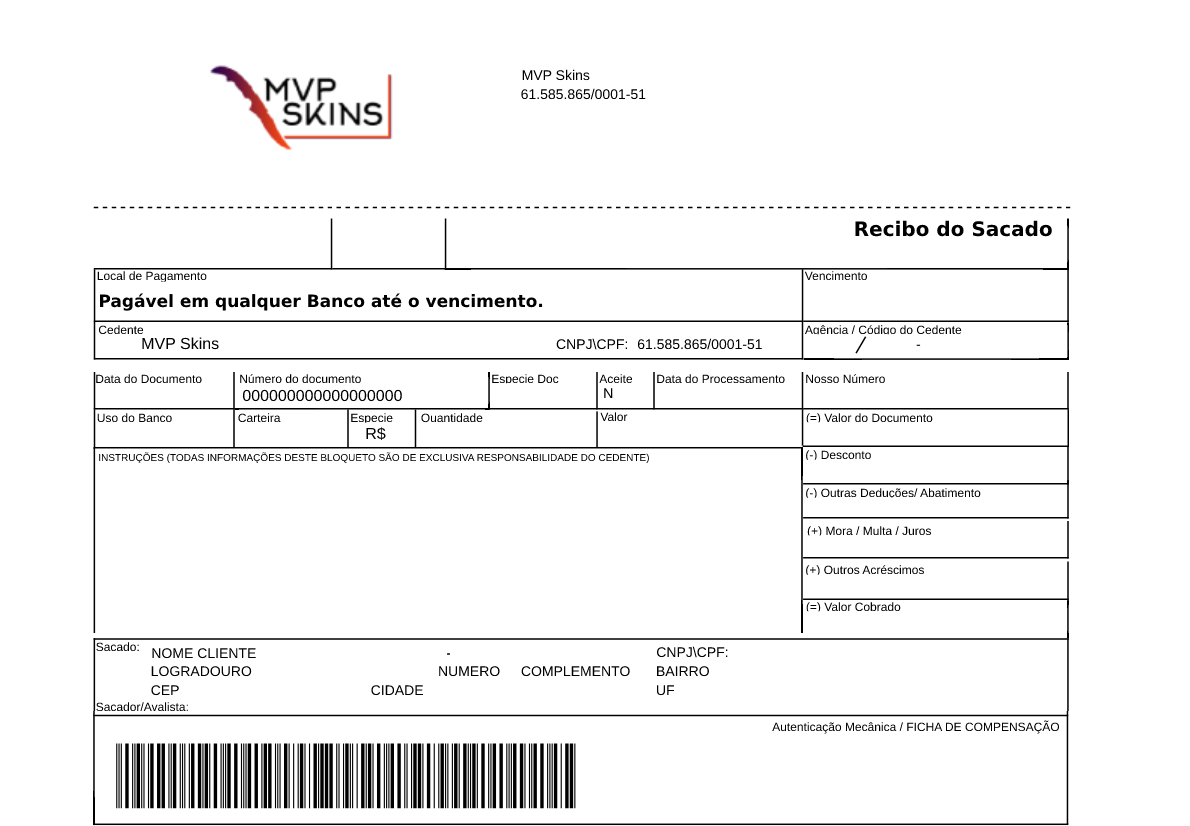 MVP
SKINS
MVP Skins
61.585.865/0001-51
Recibo do Sacado
Local de Pagamento
Vencimento
Pagável em qualquer Banco até o vencimento.
Cedente
Agência / Código do Cedente
MVP Skins CNPJ\CPF: 61.585.865/0001-51 / -
Data do Documento Número do documento Especie Doc Aceite Data do Processamento Nosso Número
000000000000000000 N
Uso do Banco Carteira Especie Quantidade Valor (=) Valor do Documento
R$
INSTRUÇÕES (TODAS INFORMAÇÕES DESTE BLOQUETO SÃO DE EXCLUSIVA RESPONSABILIDADE DO CEDENTE)
(-) Desconto
(-) Outras Deduções/ Abatimento
(+) Mora / Multa / Juros
(+) Outros Acréscimos
(=) Valor Cobrado
Sacado: NOME CLIENTE - CNPJ\CPF:
LOGRADOURO NUMERO COMPLEMENTO BAIRRO
CEP CIDADE UF
Sacador/Avalista:
Autenticação Mecânica / FICHA DE COMPENSAÇÃO